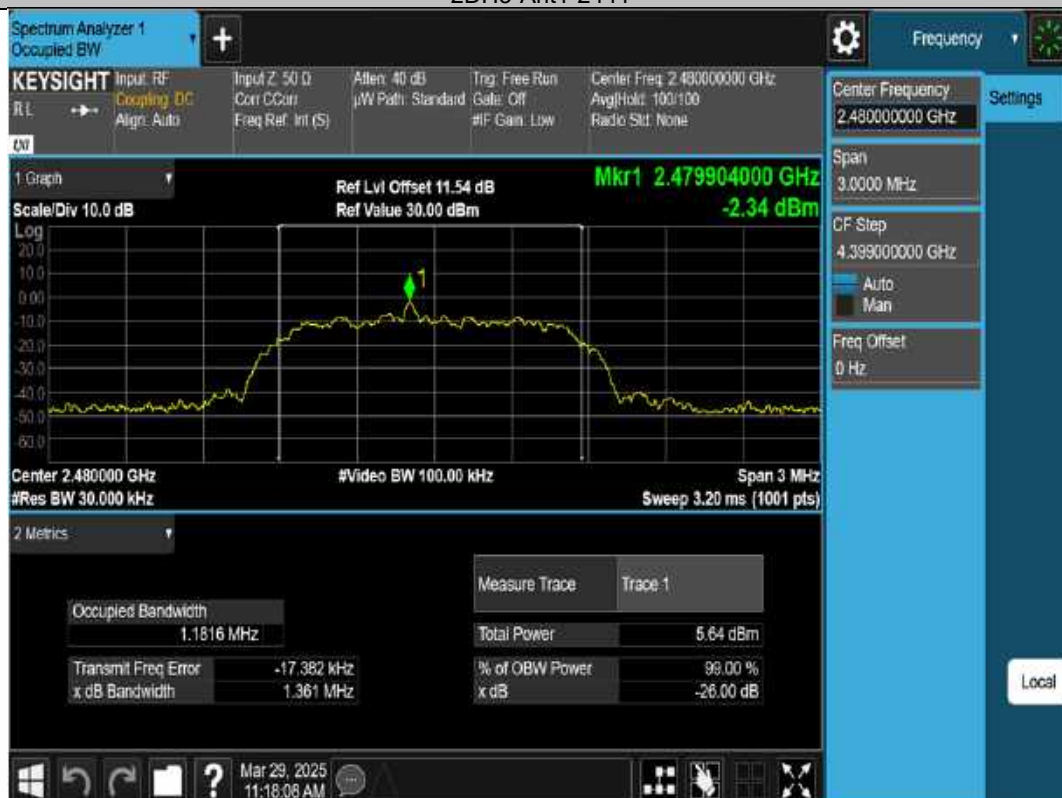 Spectrum Analyzer 1
Occupied BW
Frequency
KEYSIGHT
RL
LXI
Input: RF
Coupling: DC
Align: Auto
Input Z: 50 Ω
Corr CCorr
Freq Ref: Int (S)
Atten: 40 dB
µW Path: Standard
Trig: Free Run
Gate: Off
#IF Gain: Low
Center Freq: 2.480000000 GHz
Avg|Hold: 100/100
Radio Std: None
Center Frequency
2.480000000 GHz
Settings
Span
3.0000 MHz
CF Step
4.399000000 GHz
Auto
Man
Freq Offset
0 Hz
Local
1 Graph
Scale/Div 10.0 dB
Ref Lvl Offset 11.54 dB
Ref Value 30.00 dBm
Mkr1 2.479904000 GHz
-2.34 dBm
Log
20.0
10.0
0.00
-10.0
-20.0
-30.0
-40.0
-50.0
-60.0
1
Center 2.480000 GHz
#Video BW 100.00 kHz
Span 3 MHz
#Res BW 30.000 kHz
Sweep 3.20 ms (1001 pts)
2 Metrics
Measure Trace
Trace 1
Occupied Bandwidth
1.1816 MHz
Total Power
5.64 dBm
Transmit Freq Error
-17.382 kHz
% of OBW Power
99.00 %
x dB Bandwidth
1.361 MHz
x dB
-26.00 dB
?
Mar 29, 2025
11:18:08 AM